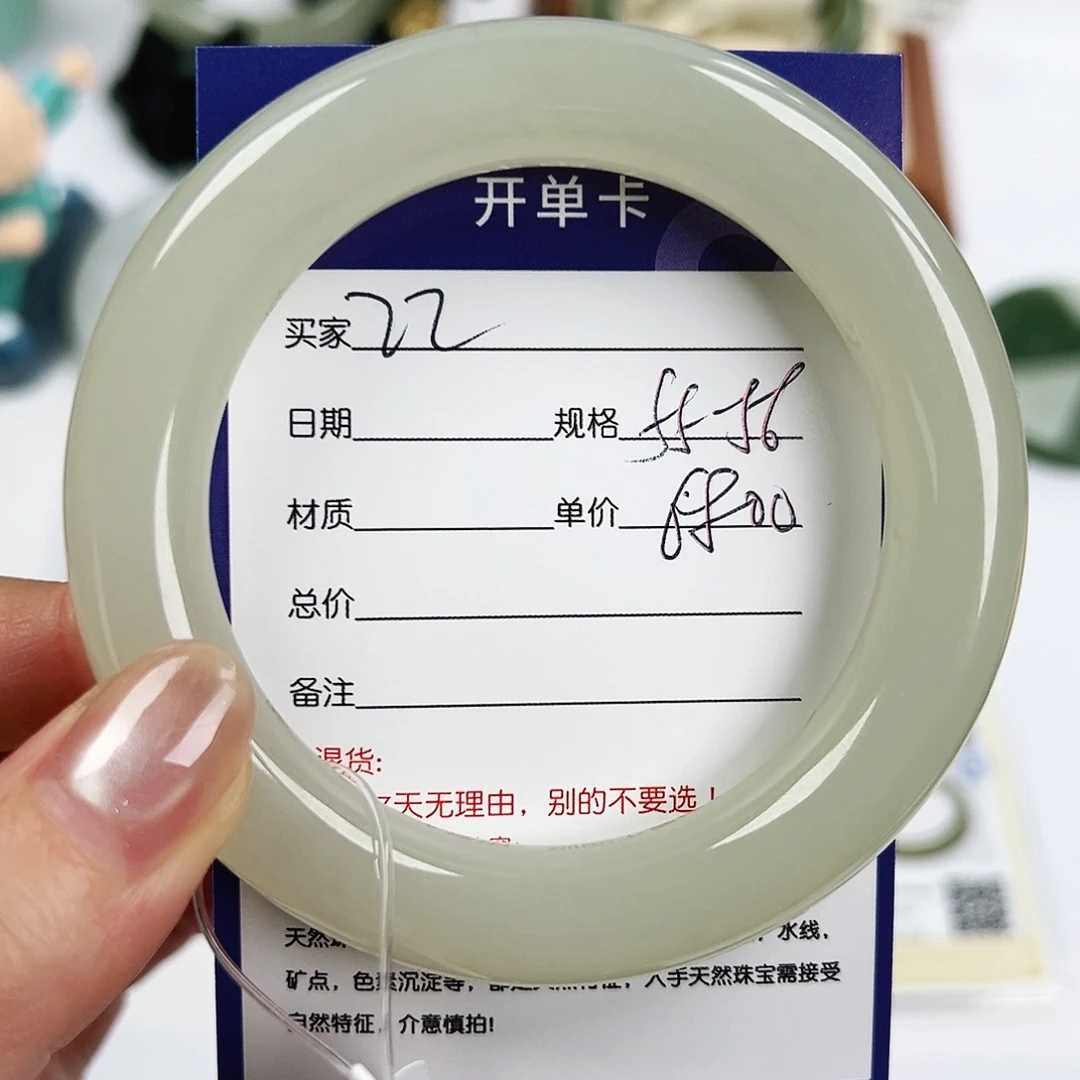 开单卡
买家 22
日期 规格 55-56
材质 单价
总价
备注
退货:
天无理由，别的不要选！
天然珠 ，水线，
矿点，色素沉淀等， 入手天然珠宝需接受
自然特征，介意慎拍!